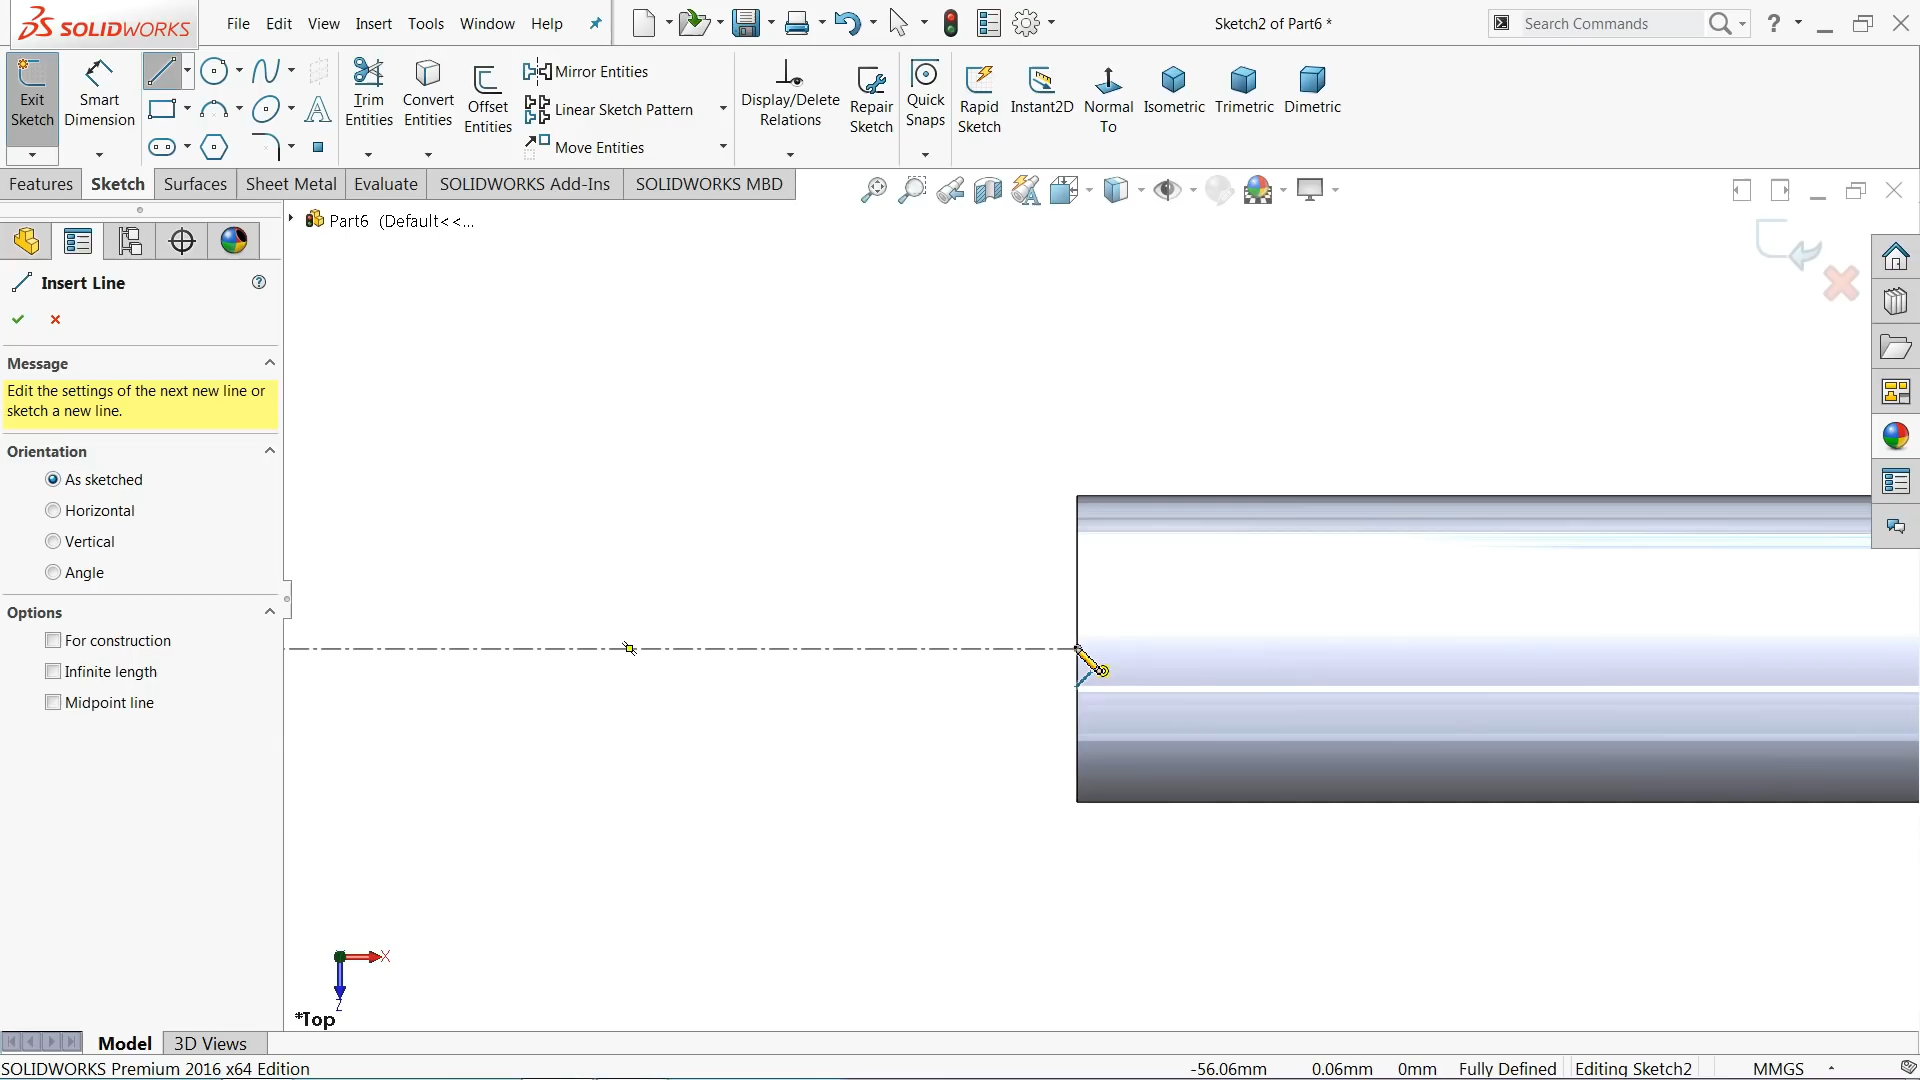 SOLIDWORKS
File Edit View Insert Tools Window Help
Sketch2 of Part6 *
Search Commands
Exit Sketch
Smart Dimension
Trim Entities
Convert Entities
Offset Entities
Mirror Entities
Linear Sketch Pattern
Move Entities
Display/Delete Relations
Repair Sketch
Quick Snaps
Rapid Sketch
Instant2D
Normal To
Isometric
Trimetric
Dimetric
Features Sketch Surfaces Sheet Metal Evaluate SOLIDWORKS Add-Ins SOLIDWORKS MBD
Part6 (Default<<...
Insert Line
Message
Edit the settings of the next new line or
sketch a new line.
Orientation
As sketched
Horizontal
Vertical
Angle
Options
For construction
Infinite length
Midpoint line
X
Z
*Top
Model 3D Views
SOLIDWORKS Premium 2016 x64 Edition
-56.06mm 0.06mm 0mm Fully Defined Editing Sketch2 MMGS